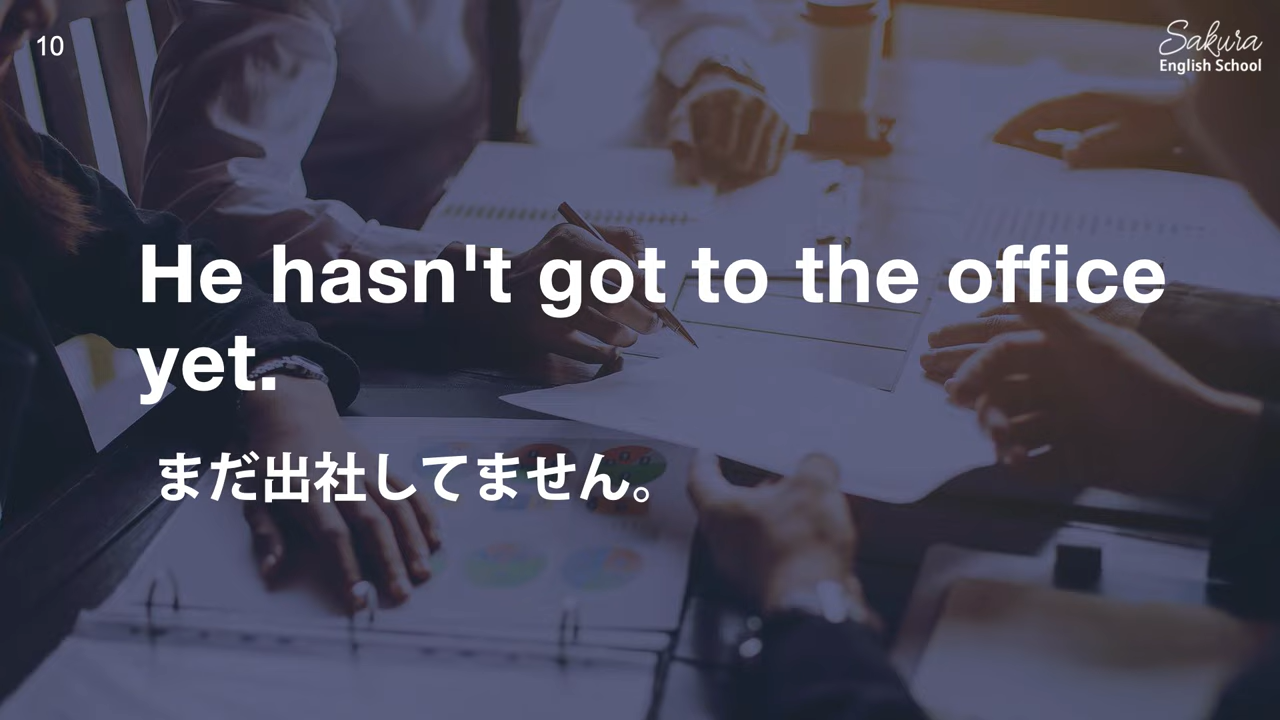 10
Sakura
English School
He hasn't got to the office
yet.
まだ出社してません。